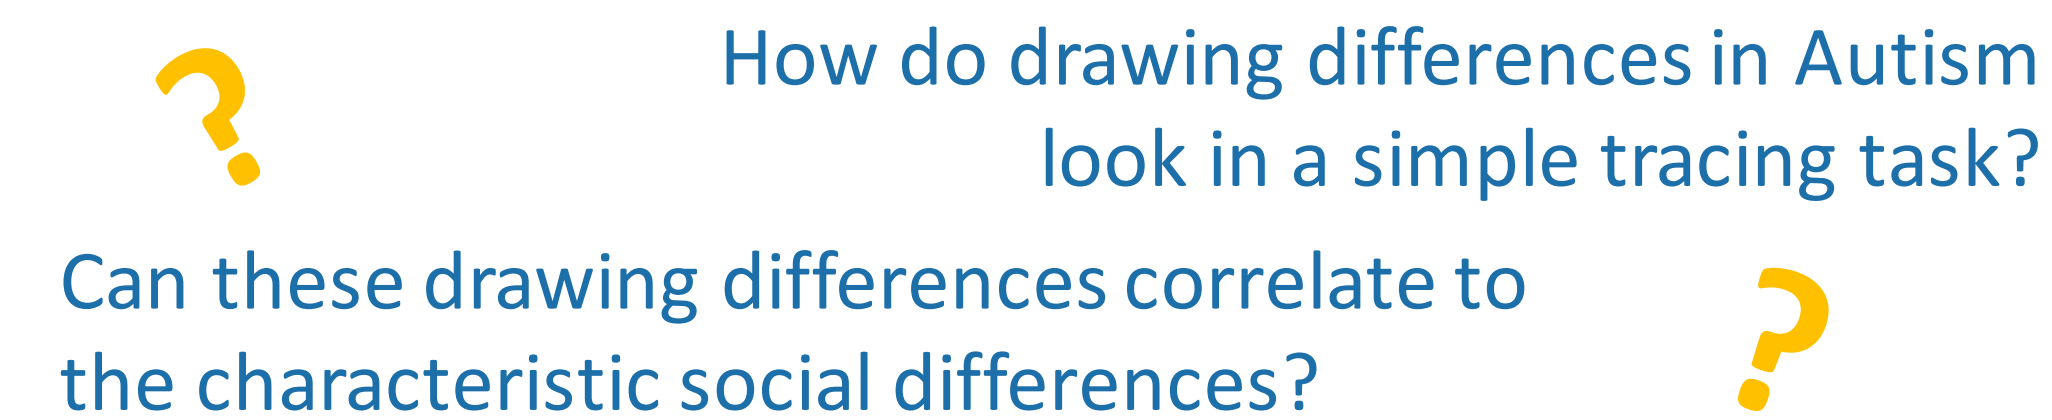 How do drawing differences in Autism
look in a simple tracing task?
Can these drawing differences correlate to
the characteristic social differences?
?
?